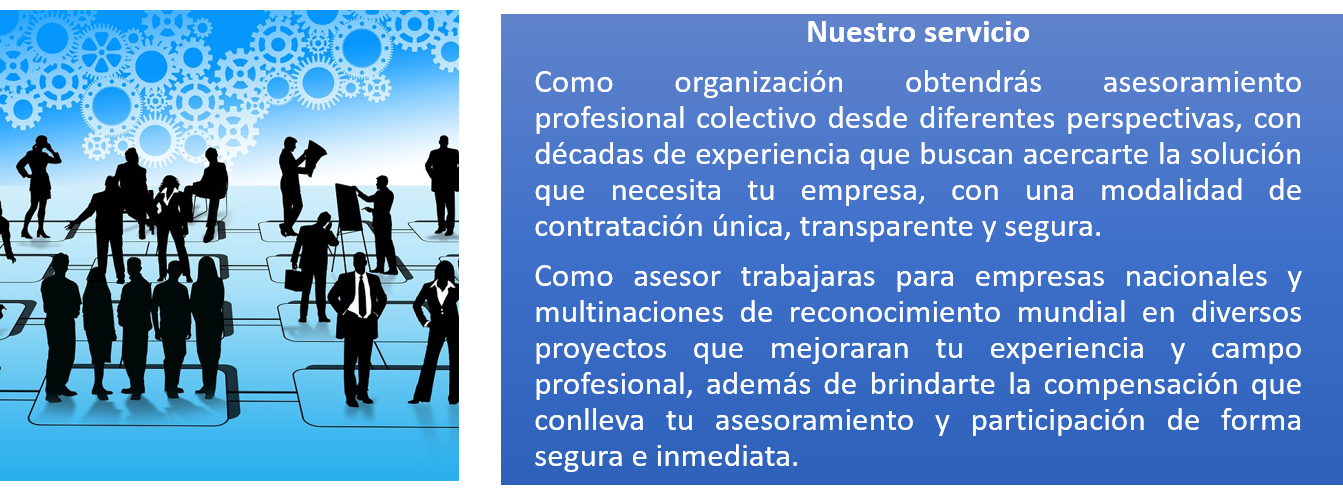 Nuestro servicio
Como organización obtendrás asesoramiento
profesional colectivo desde diferentes perspectivas, con
décadas de experiencia que buscan acercarte la solución
que necesita tu empresa, con una modalidad de
contratación única, transparente y segura.
Como asesor trabajaras para empresas nacionales y
multinaciones de reconocimiento mundial en diversos
proyectos que mejoraran tu experiencia y campo
profesional, además de brindarte la compensación que
conlleva tu asesoramiento y participación de forma
segura e inmediata.